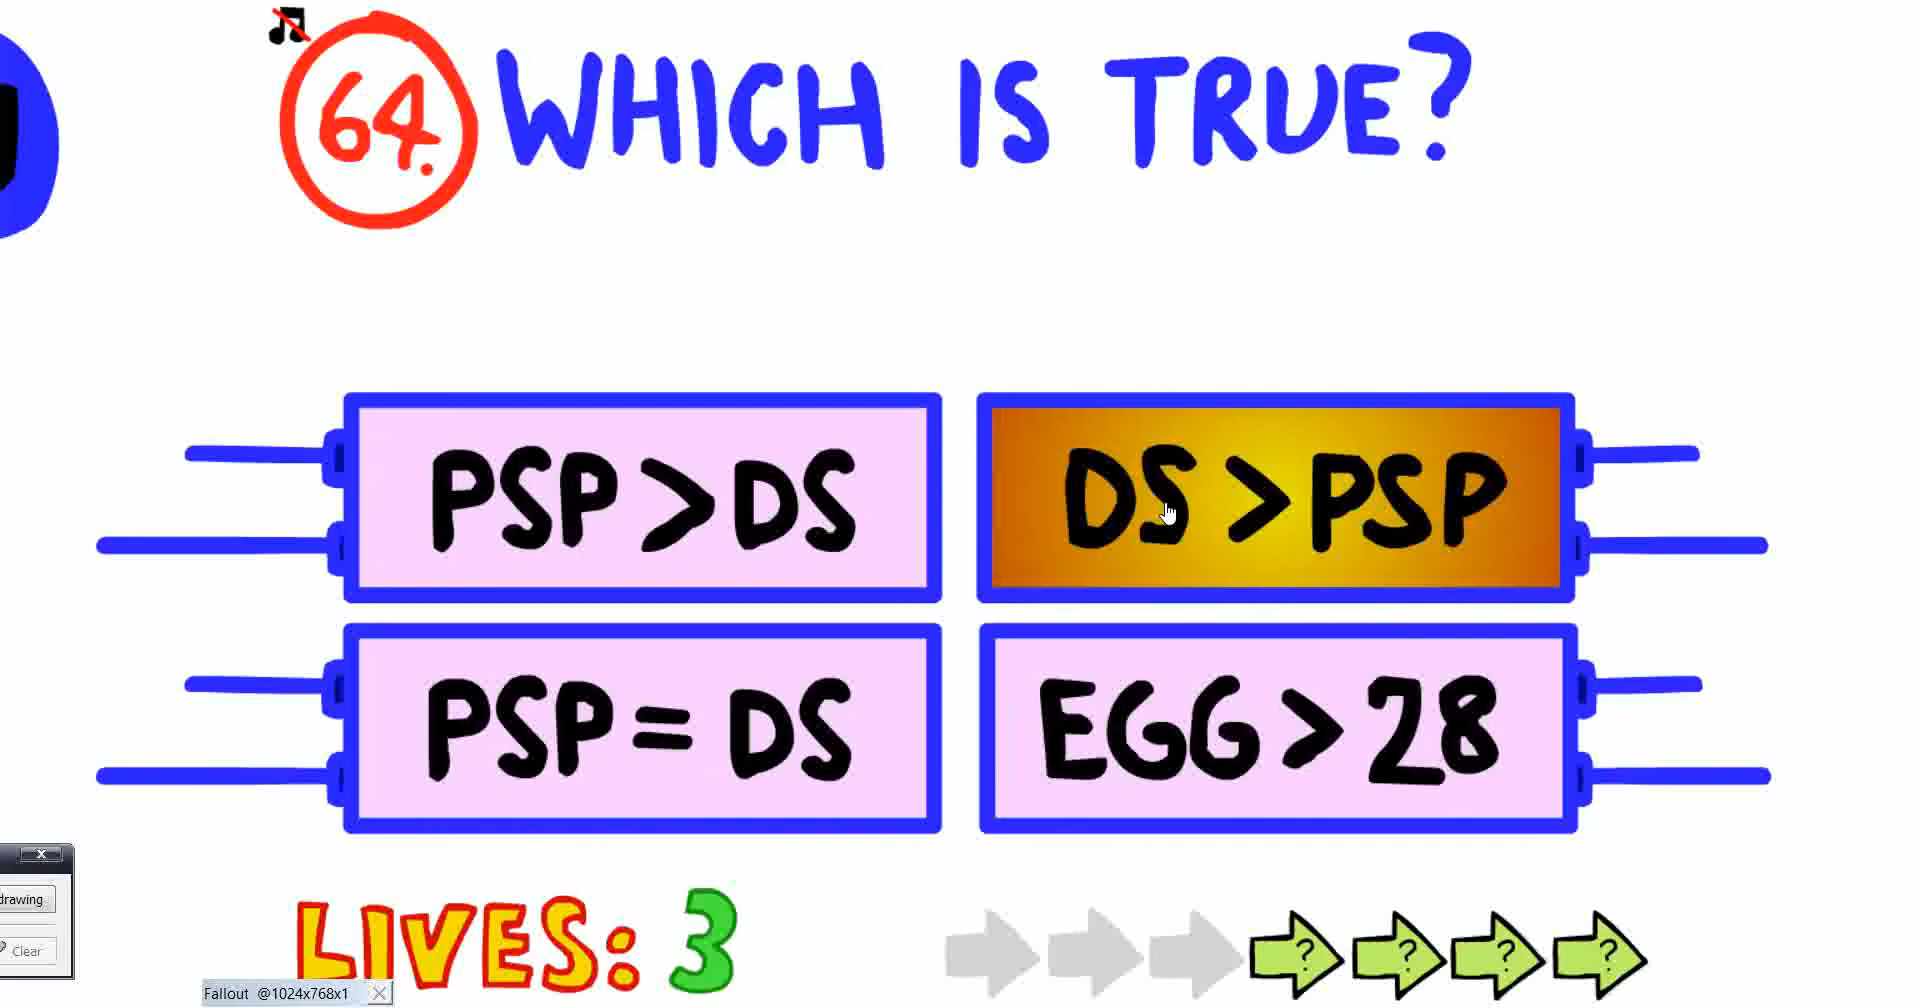 64. WHICH IS TRUE?
PSP>DS
DS>PSP
PSP=DS
EGG>28
x
drawing
Clear
LIVES: 3
? ? ? ?
Fallout @1024x768x1